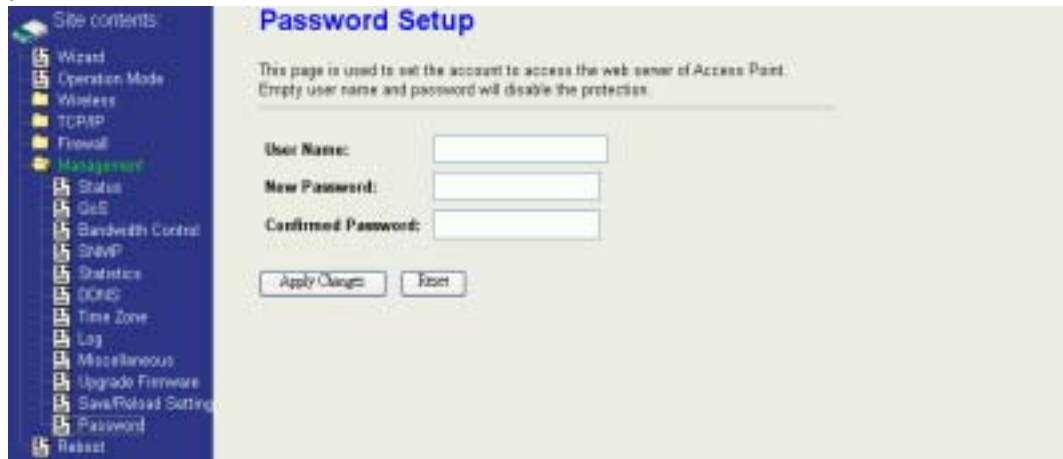 Site contents:
Wizard
Operation Mode
Wireless
TCP/IP
Firewall
Management
Status
QoS
Bandwidth Control
SNMP
Statistics
DDNS
Time Zone
Log
Miscellaneous
Upgrade Firmware
Save/Reload Setting
Password
Reboot
Password Setup
This page is used to set the account to access the web server of Access Point.
Empty user name and password will disable the protection.
User Name:
New Password:
Confirmed Password:
Apply Changes Reset